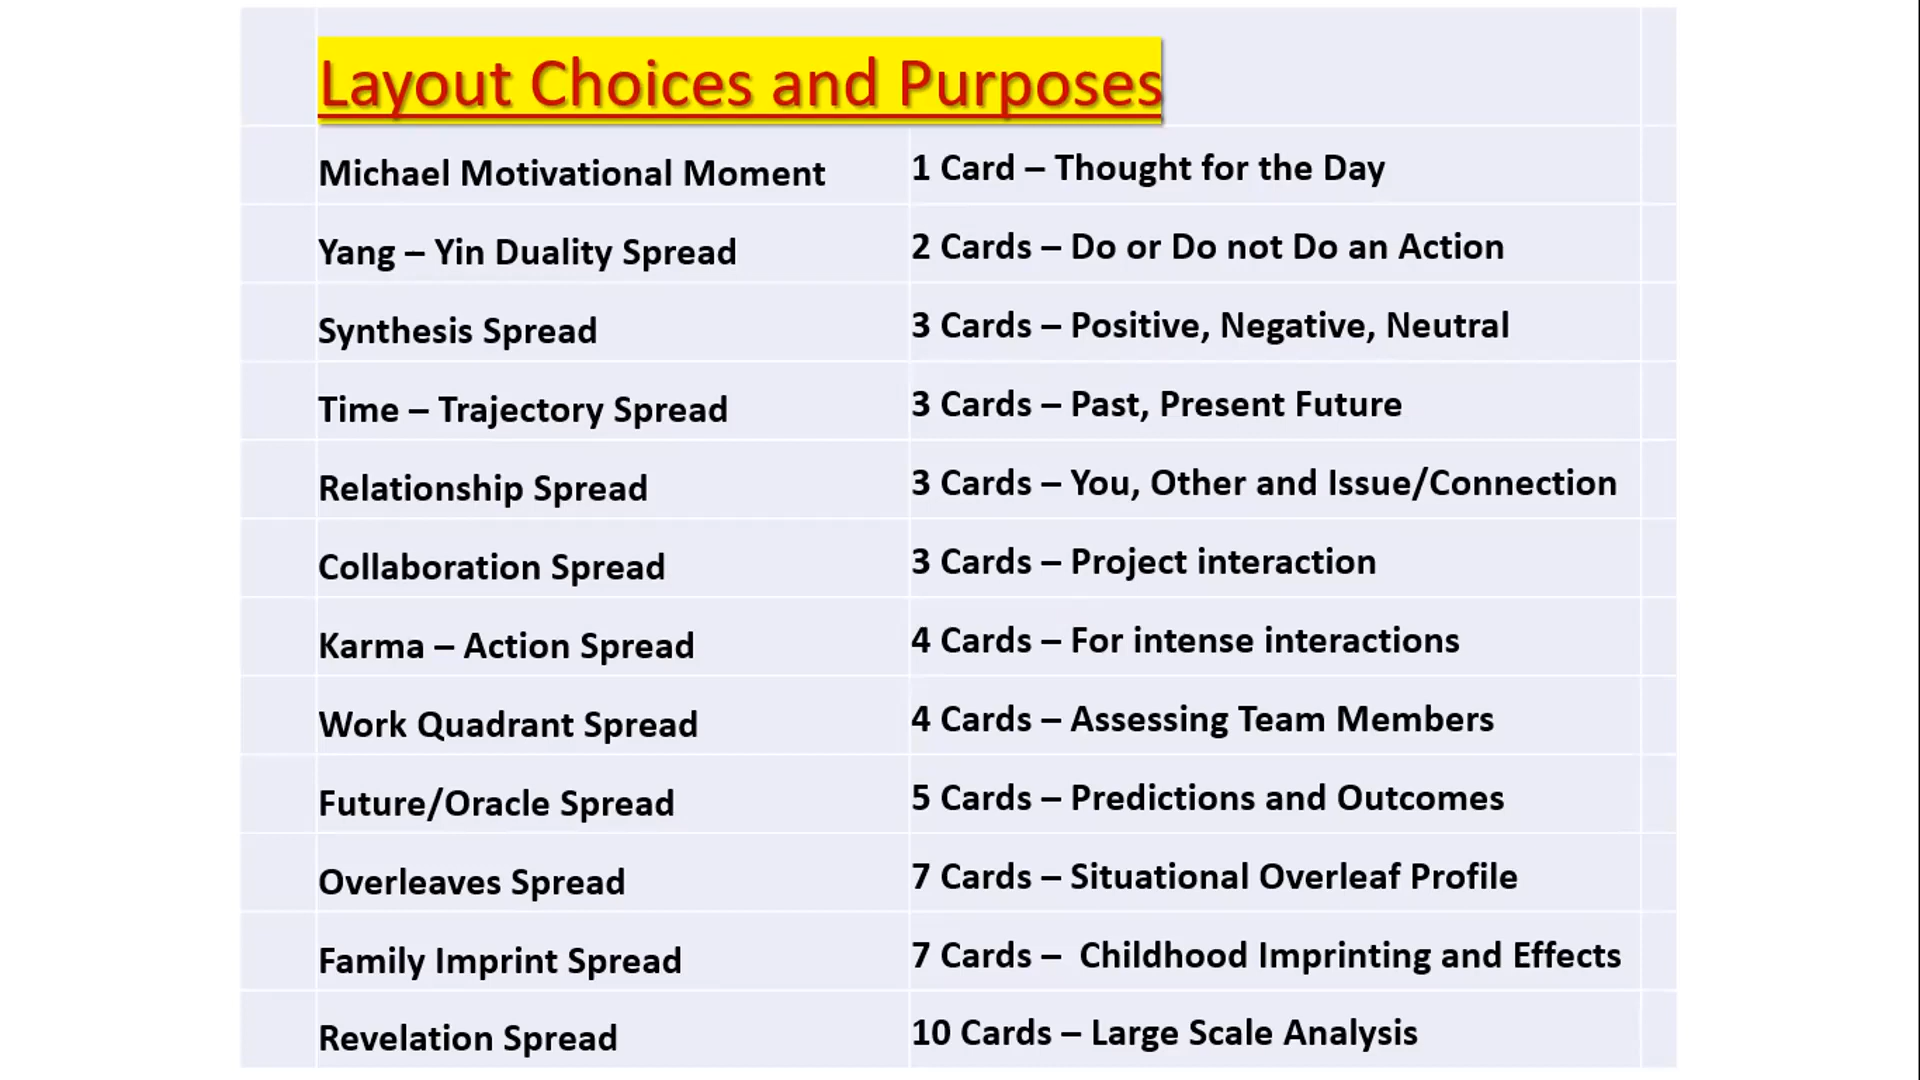 Layout Choices and Purposes
Michael Motivational Moment 1 Card – Thought for the Day
Yang – Yin Duality Spread 2 Cards – Do or Do not Do an Action
Synthesis Spread 3 Cards – Positive, Negative, Neutral
Time – Trajectory Spread 3 Cards – Past, Present Future
Relationship Spread 3 Cards – You, Other and Issue/Connection
Collaboration Spread 3 Cards – Project interaction
Karma – Action Spread 4 Cards – For intense interactions
Work Quadrant Spread 4 Cards – Assessing Team Members
Future/Oracle Spread 5 Cards – Predictions and Outcomes
Overleaves Spread 7 Cards – Situational Overleaf Profile
Family Imprint Spread 7 Cards – Childhood Imprinting and Effects
Revelation Spread 10 Cards – Large Scale Analysis